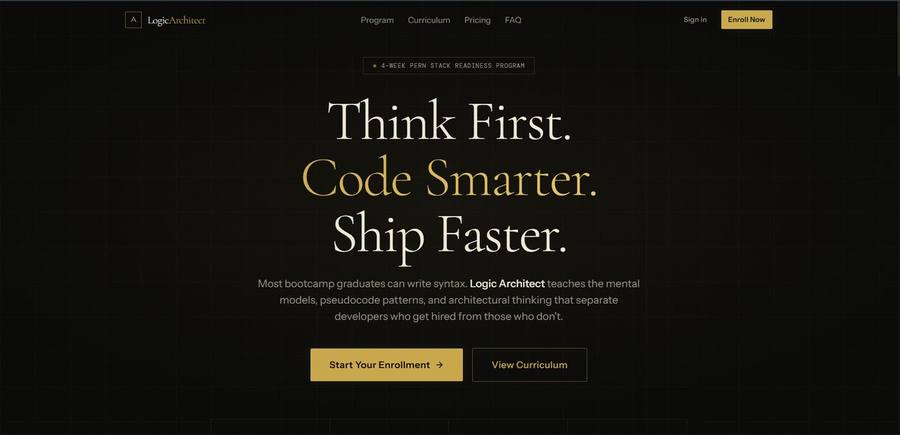 A LogicArchitect
Program Curriculum Pricing FAQ
Sign in
Enroll Now
4-WEEK PERN STACK READINESS PROGRAM
Think First.
Code Smarter.
Ship Faster.
Most bootcamp graduates can write syntax. Logic Architect teaches the mental
models, pseudocode patterns, and architectural thinking that separate
developers who get hired from those who don't.
Start Your Enrollment →
View Curriculum